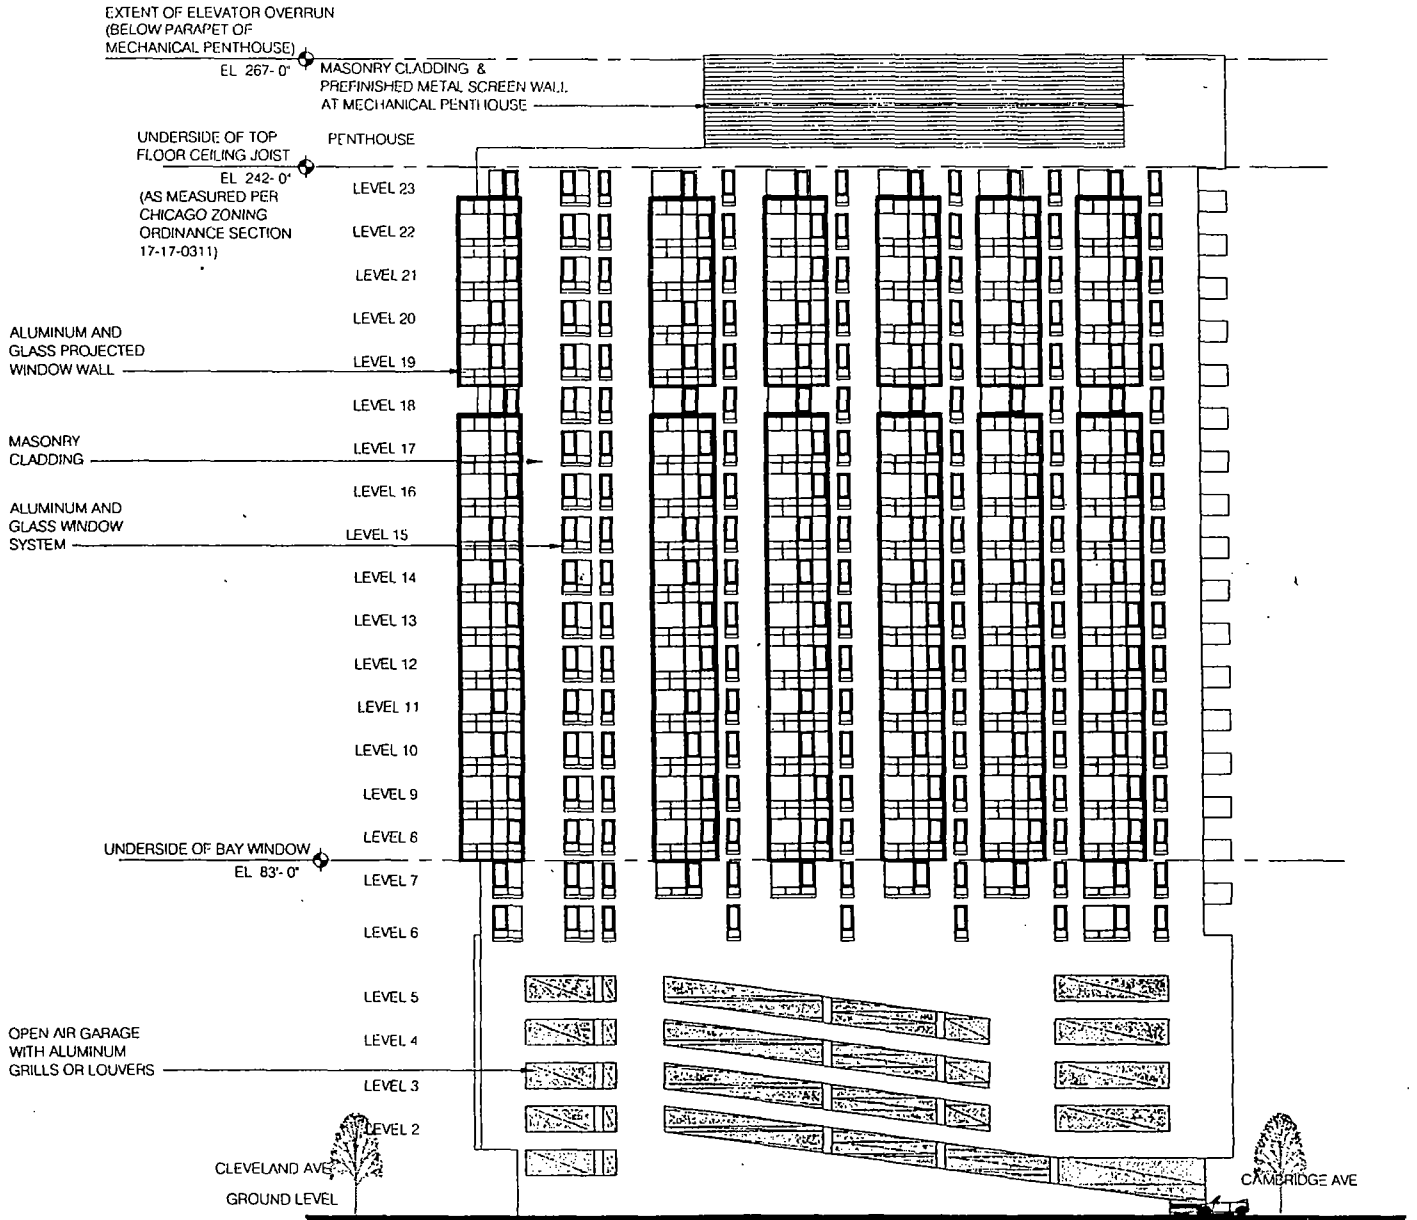 EXTENT OF ELEVATOR OVERRUN
(BELOW PARAPET OF
MECHANICAL PENTHOUSE)
EL 267- 0"
MASONRY CLADDING &
PREFINISHED METAL SCREEN WALL
AT MECHANICAL PENTHOUSE
UNDERSIDE OF TOP
FLOOR CEILING JOIST
EL 242- 0"
(AS MEASURED PER
CHICAGO ZONING
ORDINANCE SECTION
17-17-0311)
PENTHOUSE
LEVEL 23
LEVEL 22
LEVEL 21
LEVEL 20
ALUMINUM AND
GLASS PROJECTED
WINDOW WALL
LEVEL 19
LEVEL 18
MASONRY
CLADDING
LEVEL 17
LEVEL 16
ALUMINUM AND
GLASS WINDOW
SYSTEM
LEVEL 15
LEVEL 14
LEVEL 13
LEVEL 12
LEVEL 11
LEVEL 10
LEVEL 9
LEVEL 6
UNDERSIDE OF BAY WINDOW
EL 83'- 0"
LEVEL 7
LEVEL 6
LEVEL 5
OPEN AIR GARAGE
WITH ALUMINUM
GRILLS OR LOUVERS
LEVEL 4
LEVEL 3
LEVEL 2
CLEVELAND AVE
GROUND LEVEL
CAMBRIDGE AVE